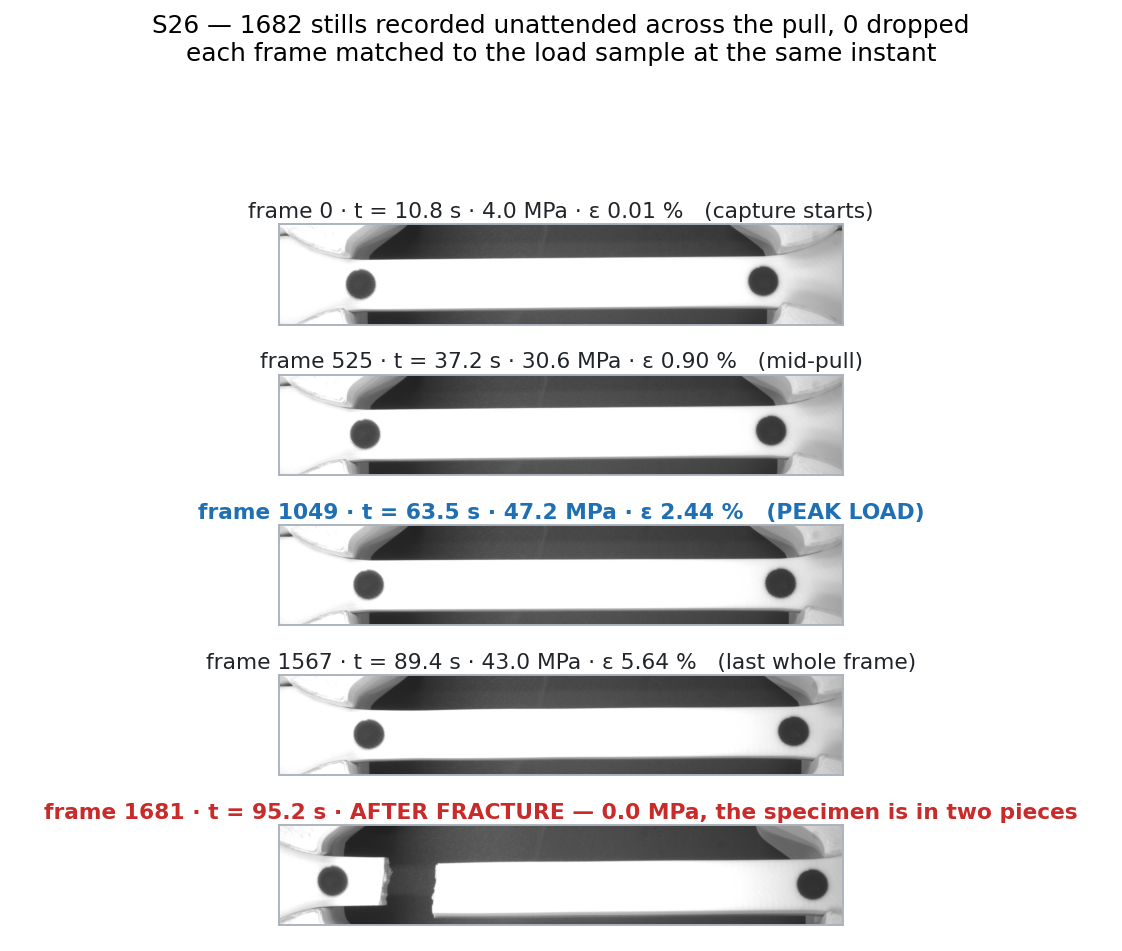 S26 — 1682 stills recorded unattended across the pull, 0 dropped
each frame matched to the load sample at the same instant
frame 0 · t = 10.8 s · 4.0 MPa · ε 0.01 %   (capture starts)
frame 525 · t = 37.2 s · 30.6 MPa · ε 0.90 %   (mid-pull)
frame 1049 · t = 63.5 s · 47.2 MPa · ε 2.44 %   (PEAK LOAD)
frame 1567 · t = 89.4 s · 43.0 MPa · ε 5.64 %   (last whole frame)
frame 1681 · t = 95.2 s · AFTER FRACTURE — 0.0 MPa, the specimen is in two pieces